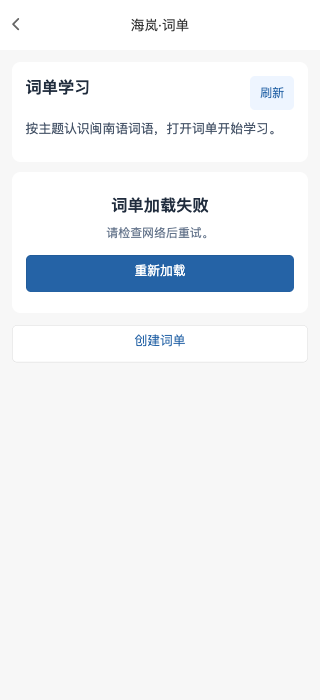 海岚·词单
词单学习
刷新
按主题认识闽南语词语，打开词单开始学习。
词单加载失败
请检查网络后重试。
重新加载
创建词单